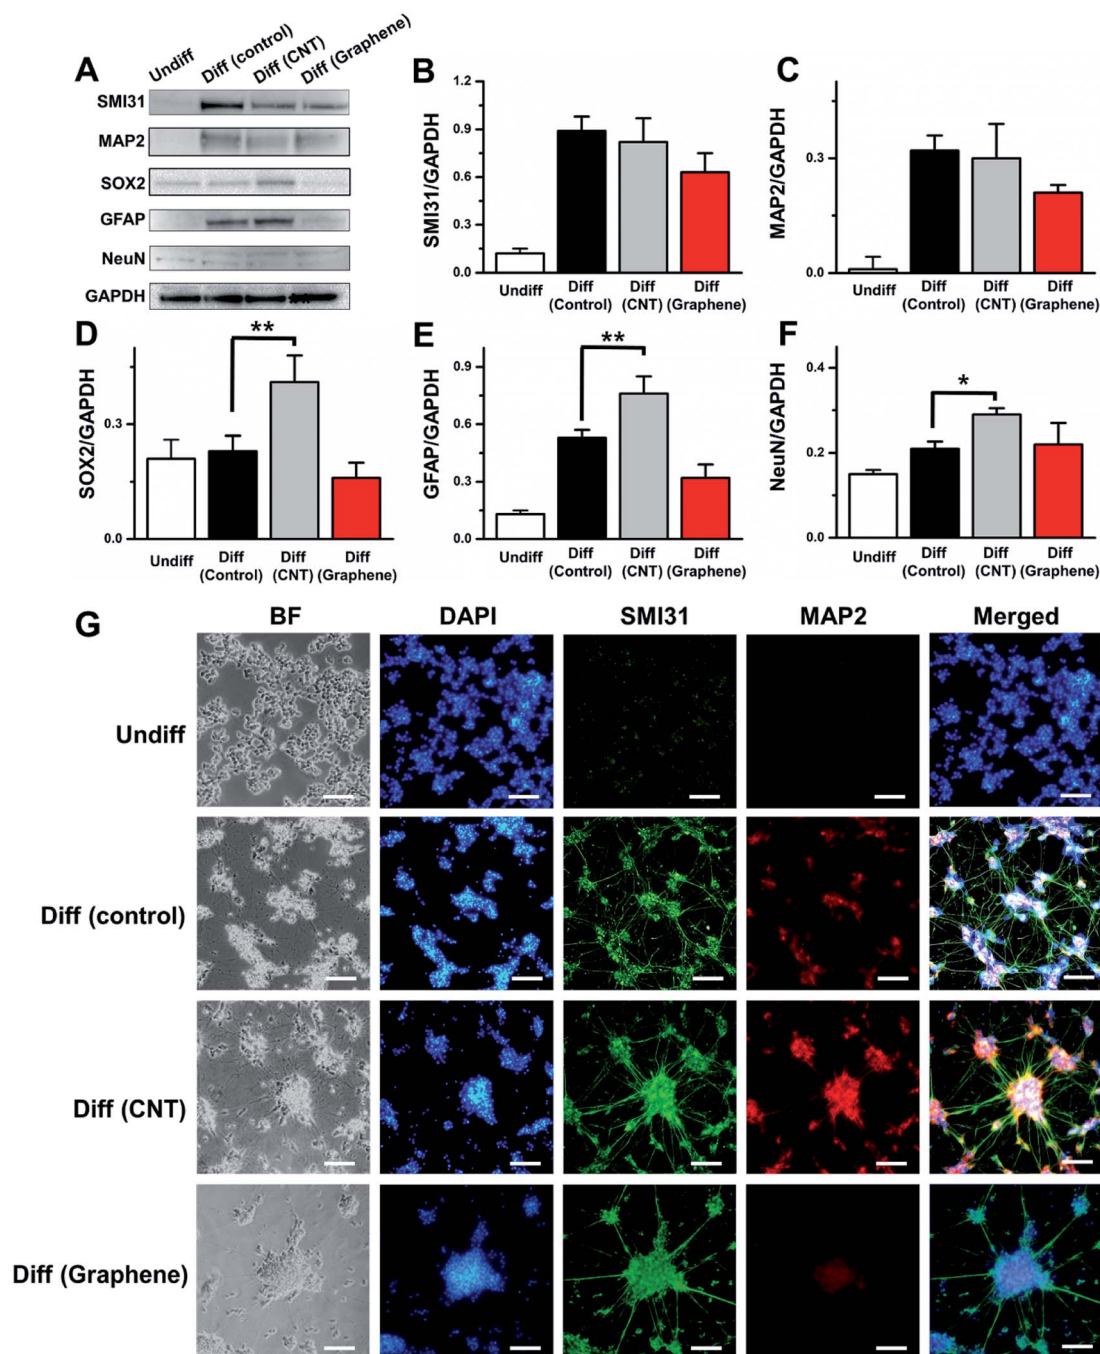 A
Undiff
Diff (control)
Diff (CNT)
Diff (Graphene)
SMI31
MAP2
SOX2
GFAP
NeuN
GAPDH
B
SMI31/GAPDH
1.2
0.9
0.6
0.3
0.0
Undiff
Diff (Control)
Diff (CNT)
Diff (Graphene)
C
MAP2/GAPDH
0.3
0.0
Undiff
Diff (Control)
Diff (CNT)
Diff (Graphene)
D
SOX2/GAPDH
0.3
0.0
**
Undiff
Diff (Control)
Diff (CNT)
Diff (Graphene)
E
GFAP/GAPDH
0.9
0.6
0.3
0.0
**
Undiff
Diff (Control)
Diff (CNT)
Diff (Graphene)
F
NeuN/GAPDH
0.4
0.2
0.0
*
Undiff
Diff (Control)
Diff (CNT)
Diff (Graphene)
G
BF DAPI SMI31 MAP2 Merged
Undiff
Diff (control)
Diff (CNT)
Diff (Graphene)